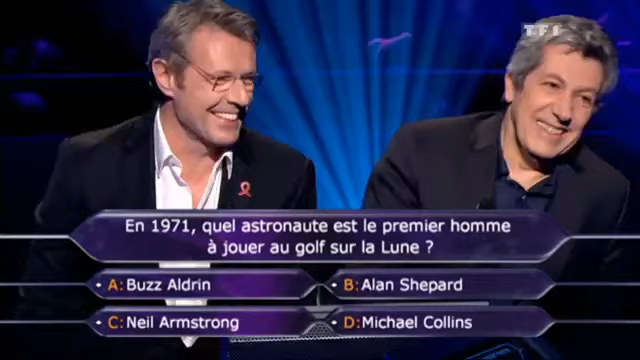 TF1
En 1971, quel astronaute est le premier homme
à jouer au golf sur la Lune ?
A: Buzz Aldrin
B: Alan Shepard
C: Neil Armstrong
D: Michael Collins